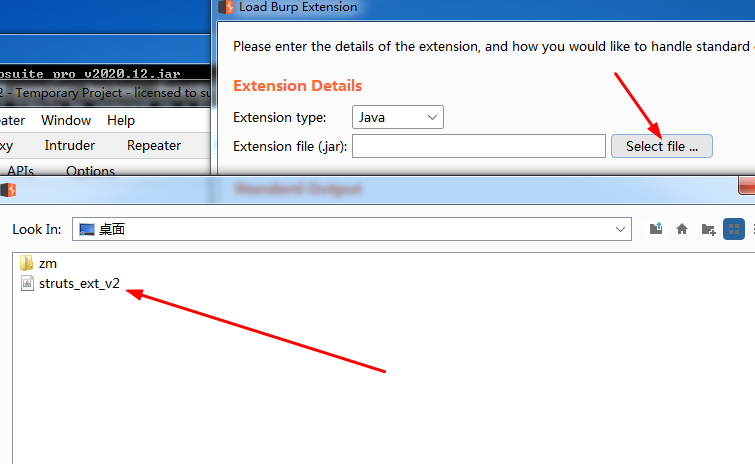 Load Burp Extension
Please enter the details of the extension, and how you would like to handle standard
osuite_pro_v2020.12.jar
2 - Temporary Project - licensed to su
Extension Details
eater Window Help
Extension type: Java
xy Intruder Repeater
Extension file (.jar): Select file ...
APIs Options
Standard Output
Look In: 桌面
zm
struts_ext_v2